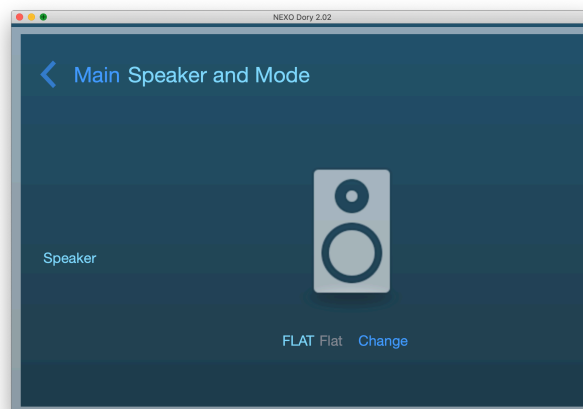 NEXO Dory 2.02
Main Speaker and Mode
Speaker
FLAT Flat Change